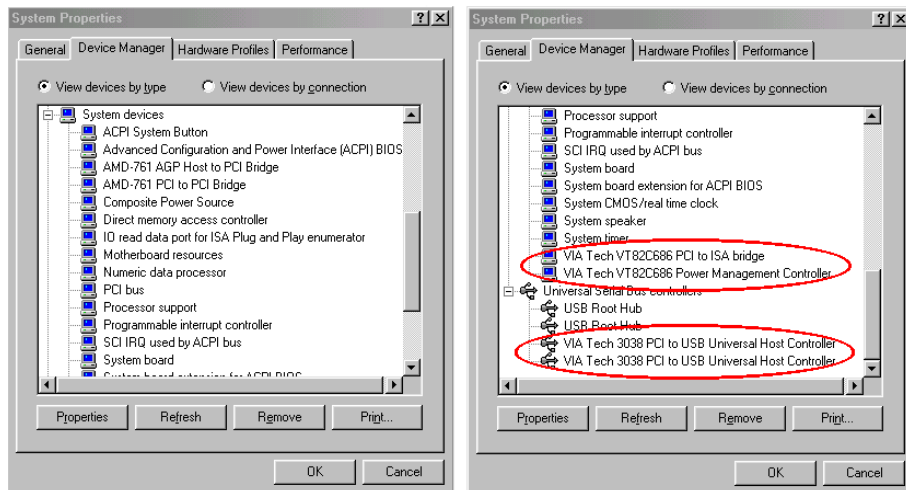 System Properties
General Device Manager Hardware Profiles Performance
View devices by type View devices by connection
System devices
ACPI System Button
Advanced Configuration and Power Interface (ACPI) BIOS
AMD-761 AGP Host to PCI Bridge
AMD-761 PCI to PCI Bridge
Composite Power Source
Direct memory access controller
IO read data port for ISA Plug and Play enumerator
Motherboard resources
Numeric data processor
PCI bus
Processor support
Programmable interrupt controller
SCI IRQ used by ACPI bus
System board
System board extension for ACPI BIOS
Properties Refresh Remove Print...
OK Cancel
System Properties
General Device Manager Hardware Profiles Performance
View devices by type View devices by connection
Processor support
Programmable interrupt controller
SCI IRQ used by ACPI bus
System board
System board extension for ACPI BIOS
System CMOS/real time clock
System speaker
System timer
VIA Tech VT82C686 PCI to ISA bridge
VIA Tech VT82C686 Power Management Controller
Universal Serial Bus controllers
USB Root Hub
USB Root Hub
VIA Tech 3038 PCI to USB Universal Host Controller
VIA Tech 3038 PCI to USB Universal Host Controller
Properties Refresh Remove Print...
OK Cancel